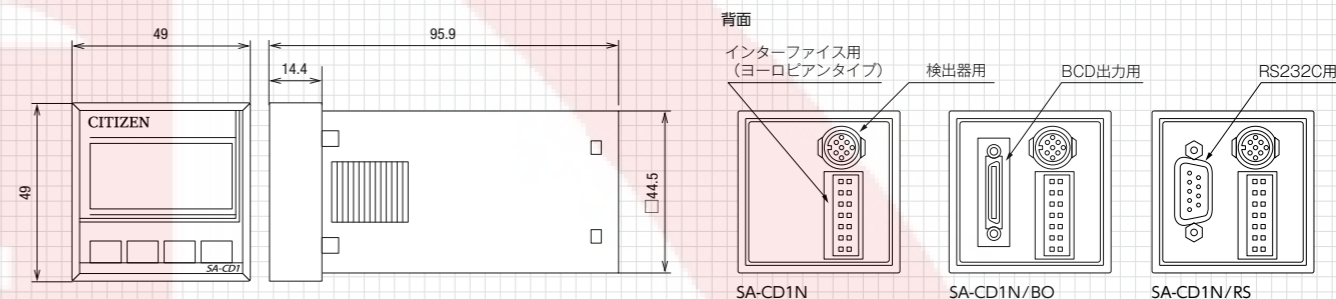 49
95.9
14.4
49
CITIZEN
SA-CD1
□44.5
背面
インターファイス用
（ヨーロピアンタイプ）
検出器用
BCD出力用
RS232C用
SA-CD1N
SA-CD1N/BO
SA-CD1N/RS